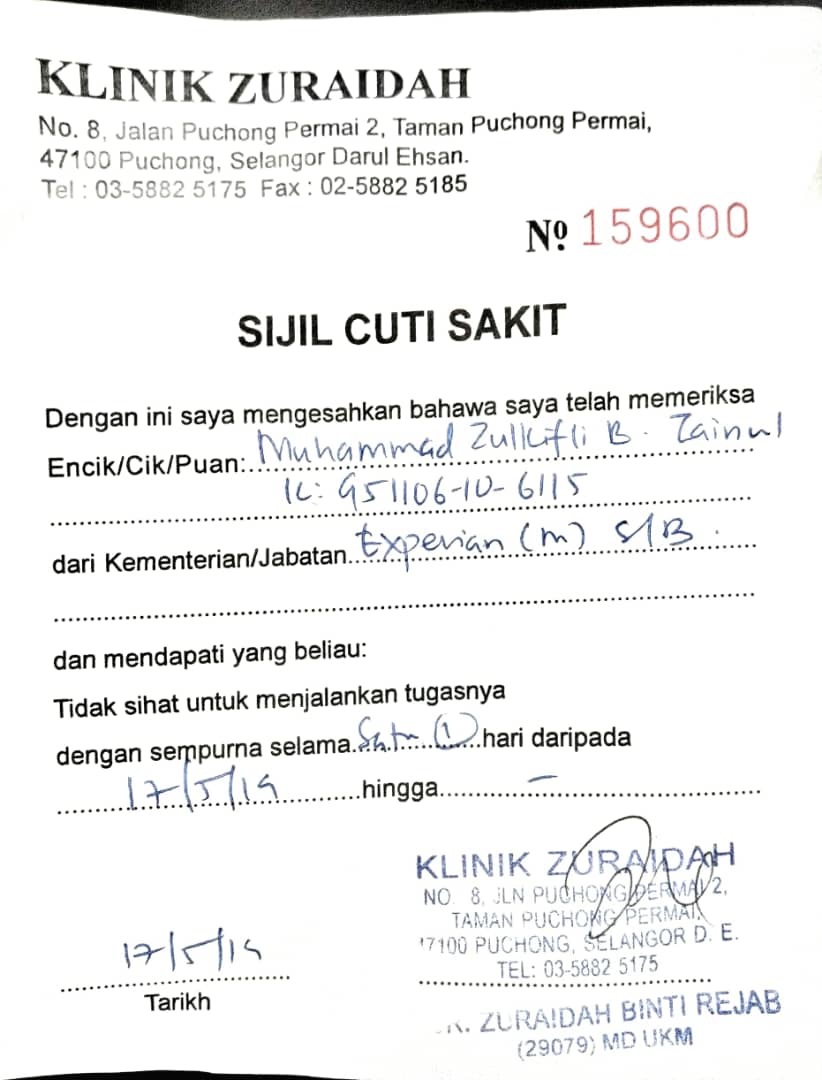 KLINIK ZURAIDAH
No. 8, Jalan Puchong Permai 2, Taman Puchong Permai,
47100 Puchong, Selangor Darul Ehsan.
Tel : 03-5882 5175 Fax : 02-5882 5185
Nº 159600
SIJIL CUTI SAKIT
Dengan ini saya mengesahkan bahawa saya telah memeriksa
Encik/Cik/Puan: Muhammad Zulkifli B. Zainul
IC: 951106-10-6115
dari Kementerian/Jabatan Experian (m) S/B.
dan mendapati yang beliau:
Tidak sihat untuk menjalankan tugasnya
dengan sempurna selama Satu (1) hari daripada
17/5/19 hingga –
KLINIK ZURAIDAH
NO. 8, JLN PUCHONG PERMAI 2,
TAMAN PUCHONG PERMAI,
47100 PUCHONG, SELANGOR D. E.
TEL: 03-5882 5175
17/5/19
Tarikh
ZURAIDAH BINTI REJAB
(29079) MD UKM